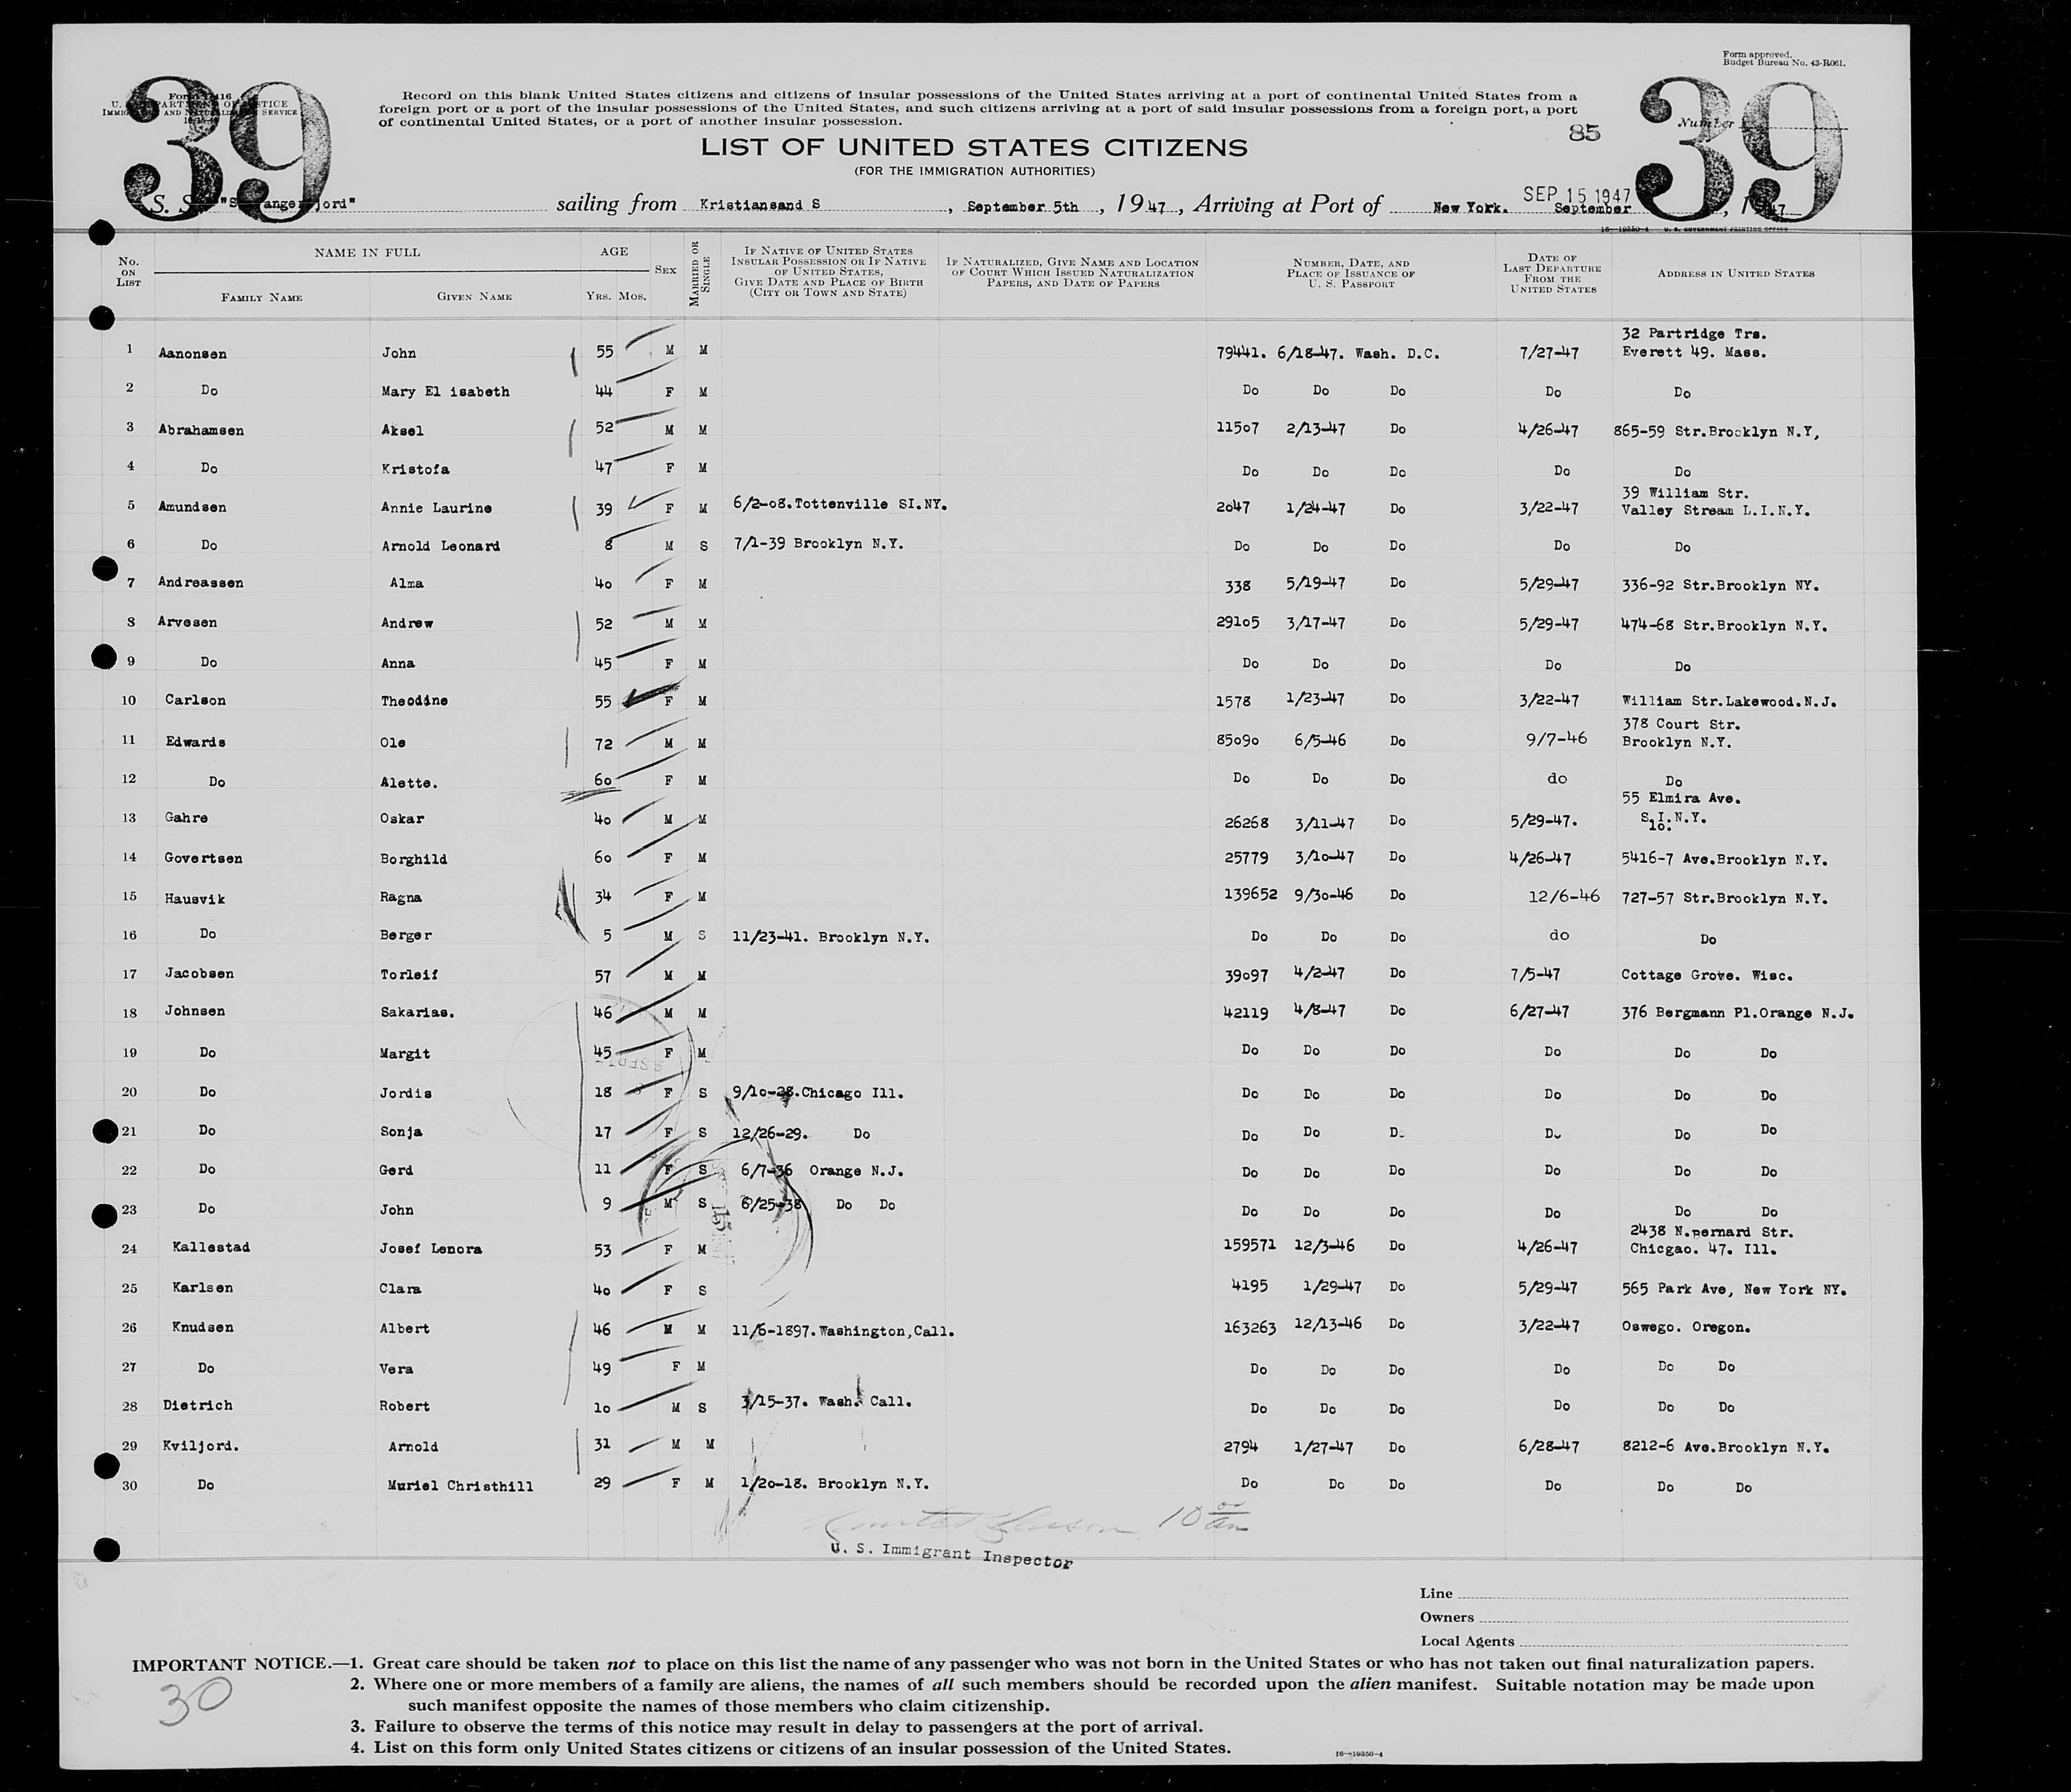 Form approved.
Budget Bureau No. 43-R061.
39
39
U. S. DEPARTMENT OF JUSTICE
IMMIGRATION AND NATURALIZATION SERVICE
Record on this blank United States citizens and citizens of insular possessions of the United States arriving at a port of continental United States from a
foreign port or a port of the insular possessions of the United States, and such citizens arriving at a port of said insular possessions from a foreign port, a port
of continental United States, or a port of another insular possession.
Number
85
LIST OF UNITED STATES CITIZENS
(FOR THE IMMIGRATION AUTHORITIES)
SEP 15 1947
S. S. "Stavangerfjord" sailing from Kristiansand S , September 5th , 1947 , Arriving at Port of New York. September , 1947
16—19350-4 U. S. GOVERNMENT PRINTING OFFICE
No. on List
NAME IN FULL
Family Name Given Name
AGE
Yrs. Mos.
Sex
Married or Single
If Native of United States Insular Possession or If Native of United States, Give Date and Place of Birth (City or Town and State)
If Naturalized, Give Name and Location of Court Which Issued Naturalization Papers, and Date of Papers
Number, Date, and Place of Issuance of U. S. Passport
Date of Last Departure From the United States
Address in United States
32 Partridge Trs.
1 Aanonsen John 55 M M 79441. 6/18-47. Wash. D.C. 7/27-47 Everett 49. Mass.
2 Do Mary El isabeth 44 F M Do Do Do Do Do
3 Abrahamsen Aksel 52 M M 11507 2/13-47 Do 4/26-47 865-59 Str.Brooklyn N.Y,
4 Do Kristofa 47 F M Do Do Do Do Do
39 William Str.
5 Amundsen Annie Laurine 39 F M 6/2-08.Tottenville SI.NY. 2047 1/24-47 Do 3/22-47 Valley Stream L.I.N.Y.
6 Do Arnold Leonard 8 M S 7/1-39 Brooklyn N.Y. Do Do Do Do Do
7 Andreassen Alma 40 F M 338 5/19-47 Do 5/29-47 336-92 Str.Brooklyn NY.
8 Arvesen Andrew 52 M M 29105 3/17-47 Do 5/29-47 474-68 Str.Brooklyn N.Y.
9 Do Anna 45 F M Do Do Do Do Do
10 Carlson Theodine 55 F M 1578 1/23-47 Do 3/22-47 William Str.Lakewood.N.J.
378 Court Str.
11 Edwards Ole 72 M M 85090 6/5-46 Do 9/7-46 Brooklyn N.Y.
12 Do Alette. 60 F M Do Do Do do Do
55 Elmira Ave.
13 Gahre Oskar 40 M M 26268 3/11-47 Do 5/29-47. S.I.N.Y.
10.
14 Govertsen Borghild 60 F M 25779 3/10-47 Do 4/26-47 5416-7 Ave.Brooklyn N.Y.
15 Hausvik Ragna 34 F M 139652 9/30-46 Do 12/6-46 727-57 Str.Brooklyn N.Y.
16 Do Berger 5 M S 11/23-41. Brooklyn N.Y. Do Do Do do Do
17 Jacobsen Torleif 57 M M 39097 4/2-47 Do 7/5-47 Cottage Grove. Wisc.
18 Johnsen Sakarias. 46 M M 42119 4/8-47 Do 6/27-47 376 Bergmann Pl.Orange N.J.
19 Do Margit 45 F M Do Do Do Do Do Do
20 Do Jordis 18 F S 9/10-28.Chicago Ill. Do Do Do Do Do Do
21 Do Sonja 17 F S 12/26-29. Do Do Do D. Do Do Do
22 Do Gerd 11 F S 6/7-36 Orange N.J. Do Do Do Do Do Do
23 Do John 9 M S 6/25-38 Do Do Do Do Do Do Do Do
2438 N.Bernard Str.
24 Kallestad Josef Lenora 53 F M 159571 12/3-46 Do 4/26-47 Chicgao. 47. Ill.
25 Karlsen Clara 40 F S 4195 1/29-47 Do 5/29-47 565 Park Ave, New York NY.
26 Knudsen Albert 46 M M 11/6-1897.Washington,Call. 163263 12/13-46 Do 3/22-47 Oswego. Oregon.
27 Do Vera 49 F M Do Do Do Do Do Do
28 Dietrich Robert 10 M S 3/15-37. Wash. Call. Do Do Do Do Do Do
29 Kviljord. Arnold 31 M M 2794 1/27-47 Do 6/28-47 8212-6 Ave.Brooklyn N.Y.
30 Do Muriel Christhill 29 F M 1/20-18. Brooklyn N.Y. Do Do Do Do Do Do
10 00 am
U. S. Immigrant Inspector
Line
Owners
Local Agents
IMPORTANT NOTICE.—1. Great care should be taken not to place on this list the name of any passenger who was not born in the United States or who has not taken out final naturalization papers.
2. Where one or more members of a family are aliens, the names of all such members should be recorded upon the alien manifest. Suitable notation may be made upon
such manifest opposite the names of those members who claim citizenship.
3. Failure to observe the terms of this notice may result in delay to passengers at the port of arrival.
4. List on this form only United States citizens or citizens of an insular possession of the United States.
30
16—19350-4